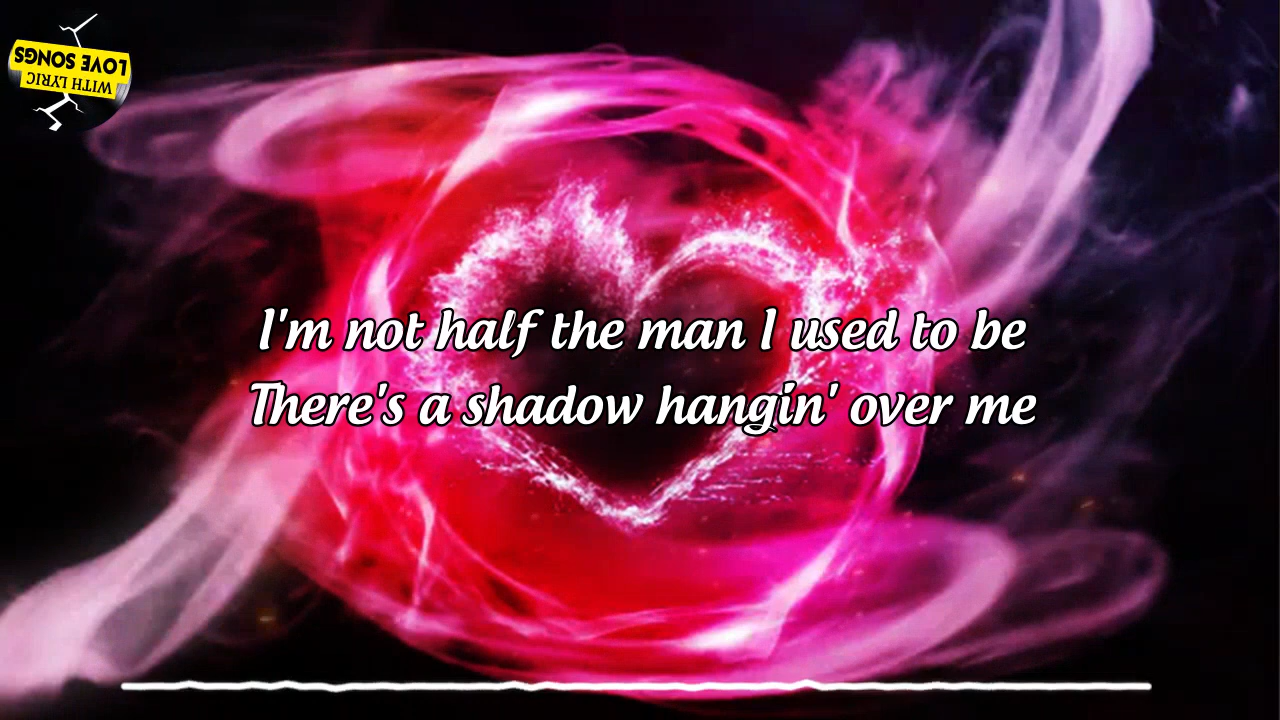 LOVE SONGS
WITH LYRIC
I'm not half the man I used to be
There's a shadow hangin' over me